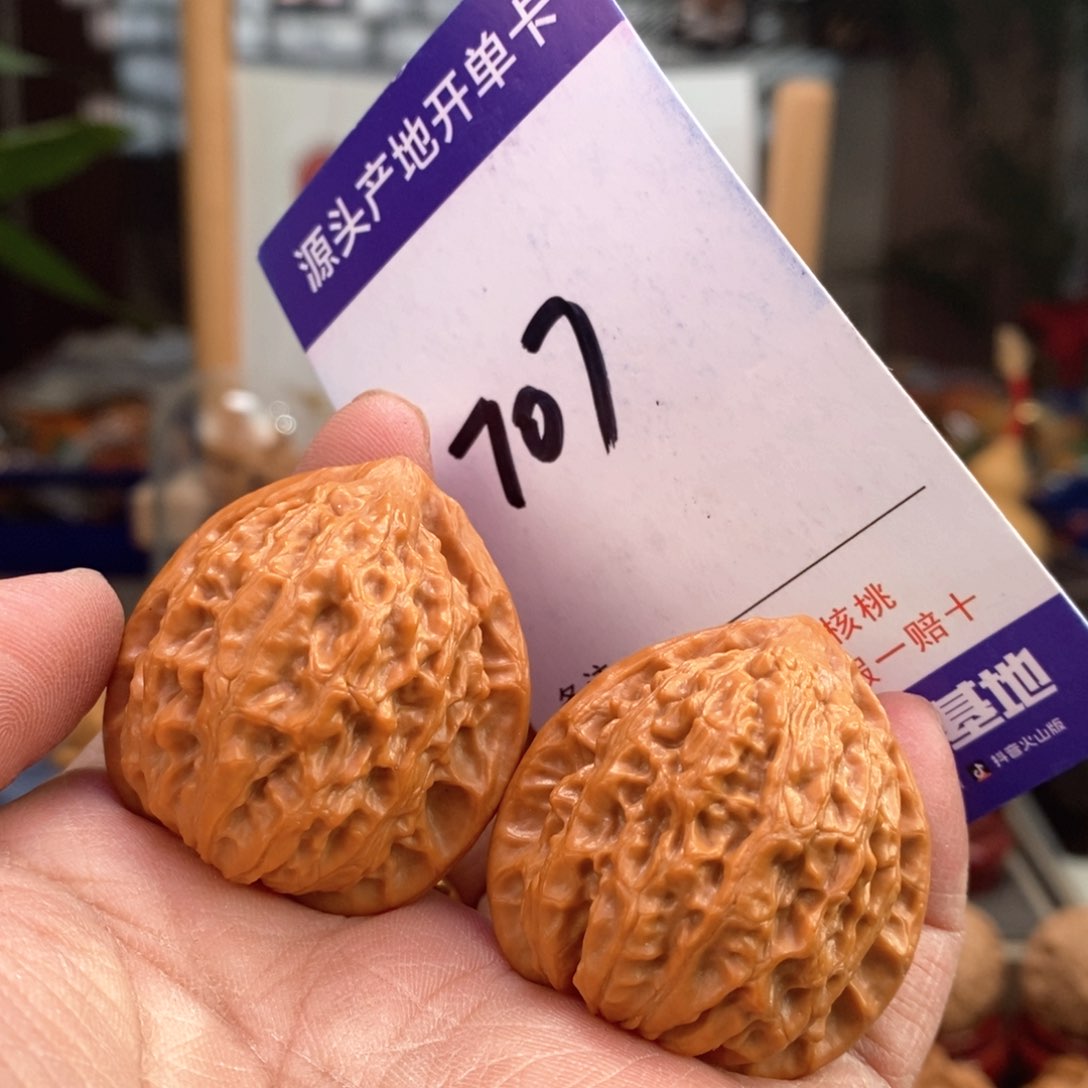 源头产地开单卡
707
核桃
假一赔十
基地
抖音火山版